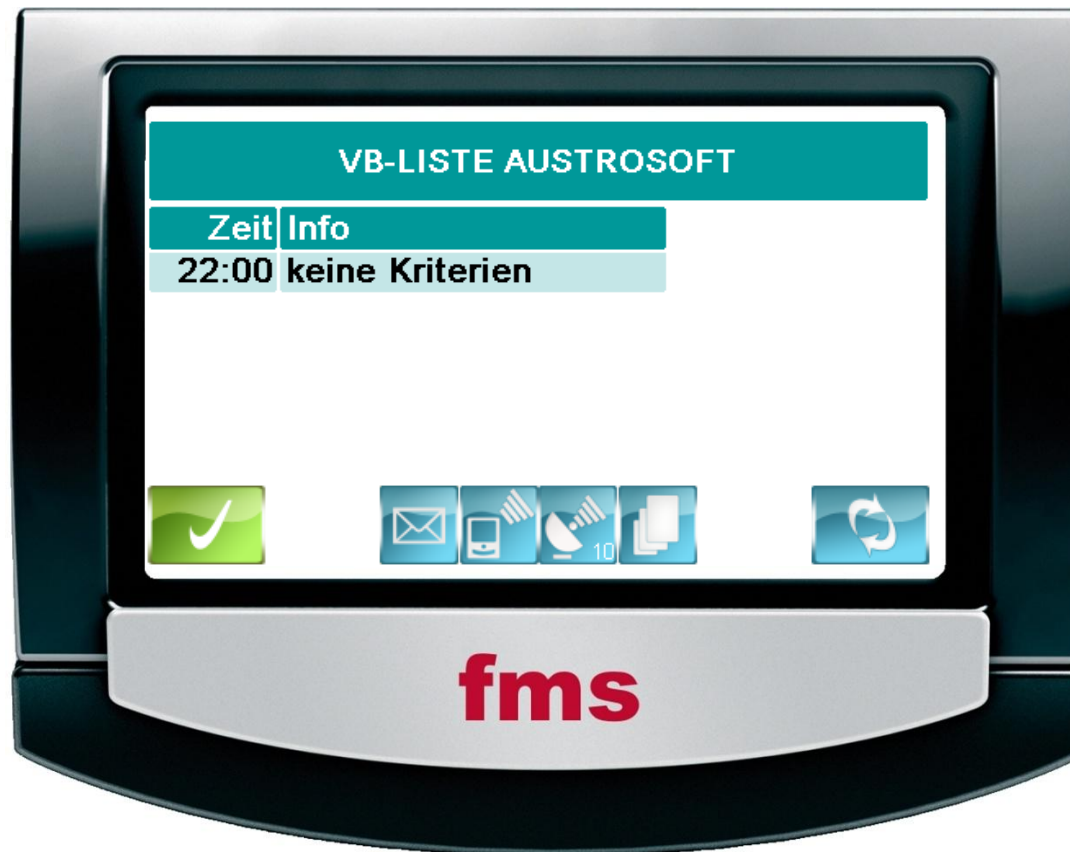 VB-LISTE AUSTROSOFT
Zeit Info
22:00 keine Kriterien
10
fms